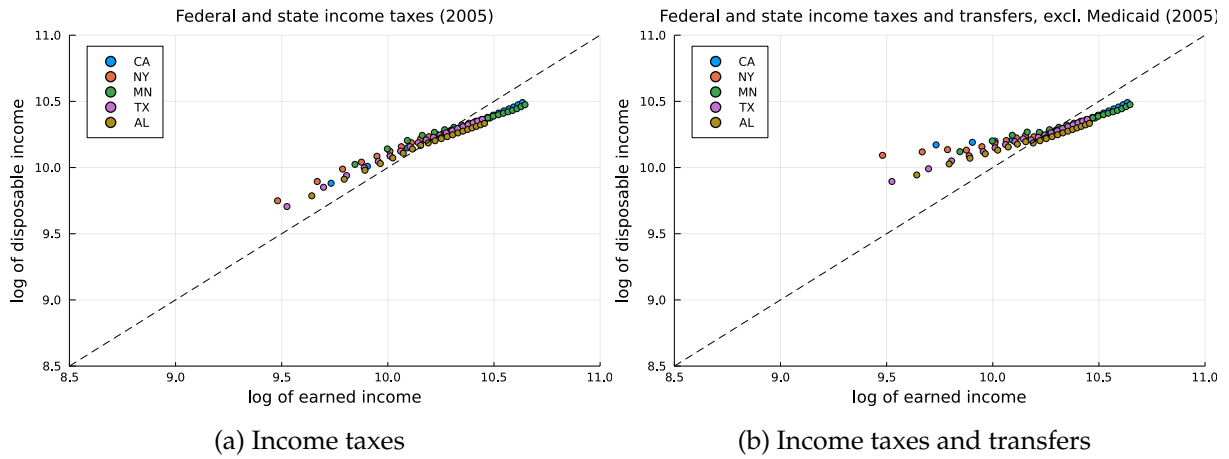 Federal and state income taxes (2005)
11.0
10.5
10.0
9.5
9.0
8.5
8.5
9.0
9.5
10.0
10.5
11.0
log of disposable income
log of earned income
CA
NY
MN
TX
AL
(a) Income taxes
Federal and state income taxes and transfers, excl. Medicaid (2005)
11.0
10.5
10.0
9.5
9.0
8.5
8.5
9.0
9.5
10.0
10.5
11.0
log of disposable income
log of earned income
CA
NY
MN
TX
AL
(b) Income taxes and transfers